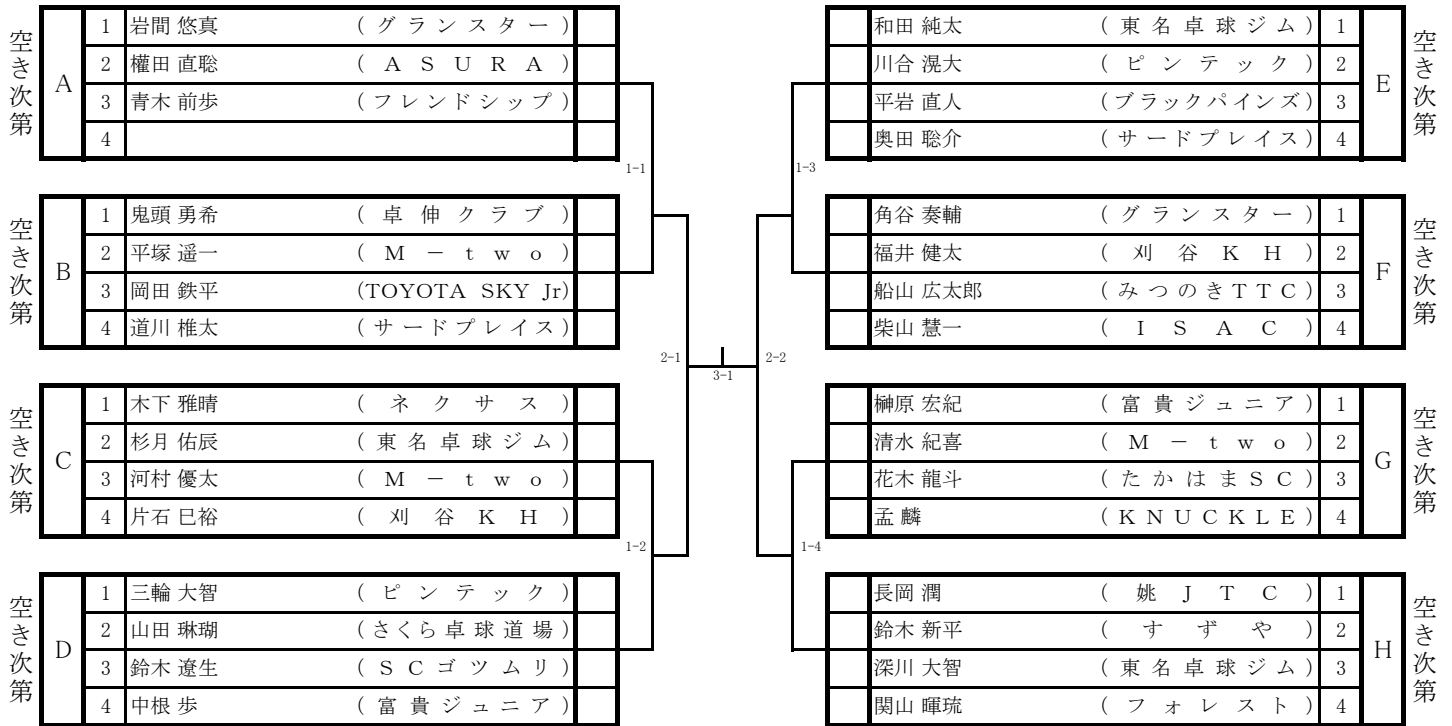 空き次第
A
1 岩間 悠真 (グランスター)
2 權田 直聡 (ASURA)
3 青木 前歩 (フレンドシップ)
4
空き次第
B
1 鬼頭 勇希 (卓伸クラブ)
2 平塚 遥一 (M－two)
3 岡田 鉄平 (TOYOTA SKY Jr)
4 道川 椎太 (サードプレイス)
空き次第
C
1 木下 雅晴 (ネクサス)
2 杉月 佑辰 (東名卓球ジム)
3 河村 優太 (M－two)
4 片石 巳裕 (刈谷KH)
空き次第
D
1 三輪 大智 (ピンテック)
2 山田 琳瑚 (さくら卓球道場)
3 鈴木 遼生 (SCゴツムリ)
4 中根 歩 (富貴ジュニア)
1-1
1-2
2-1
3-1
2-2
1-3
1-4
和田 純太 (東名卓球ジム) 1
川合 滉大 (ピンテック) 2
平岩 直人 (ブラックパインズ) 3
奥田 聡介 (サードプレイス) 4
E
空き次第
角谷 奏輔 (グランスター) 1
福井 健太 (刈谷KH) 2
船山 広太郎 (みつのきTTC) 3
柴山 慧一 (ISAC) 4
F
空き次第
榊原 宏紀 (富貴ジュニア) 1
清水 紀喜 (M－two) 2
花木 龍斗 (たかはまSC) 3
孟 麟 (KNUCKLE) 4
G
空き次第
長岡 潤 (姚JTC) 1
鈴木 新平 (すずや) 2
深川 大智 (東名卓球ジム) 3
関山 暉琉 (フォレスト) 4
H
空き次第